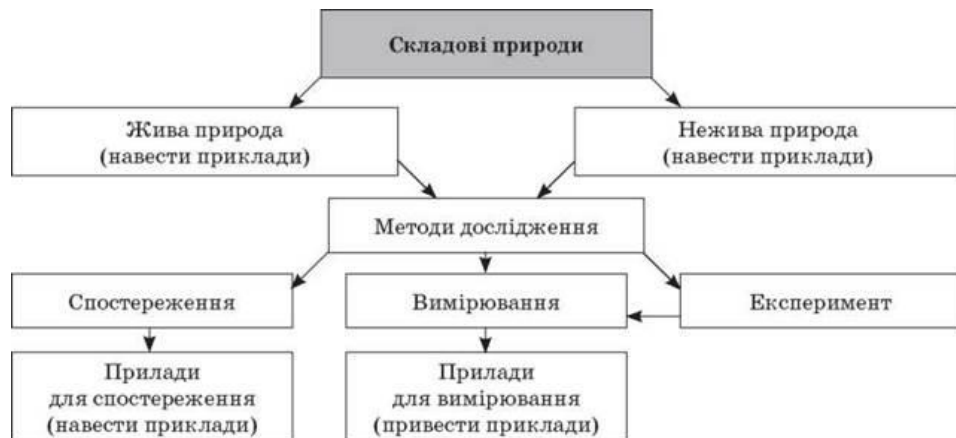 Складові природи
Жива природа
(навести приклади)
Нежива природа
(навести приклади)
Методи дослідження
Спостереження
Вимірювання
Експеримент
Прилади
для спостереження
(навести приклади)
Прилади
для вимірювання
(привести приклади)